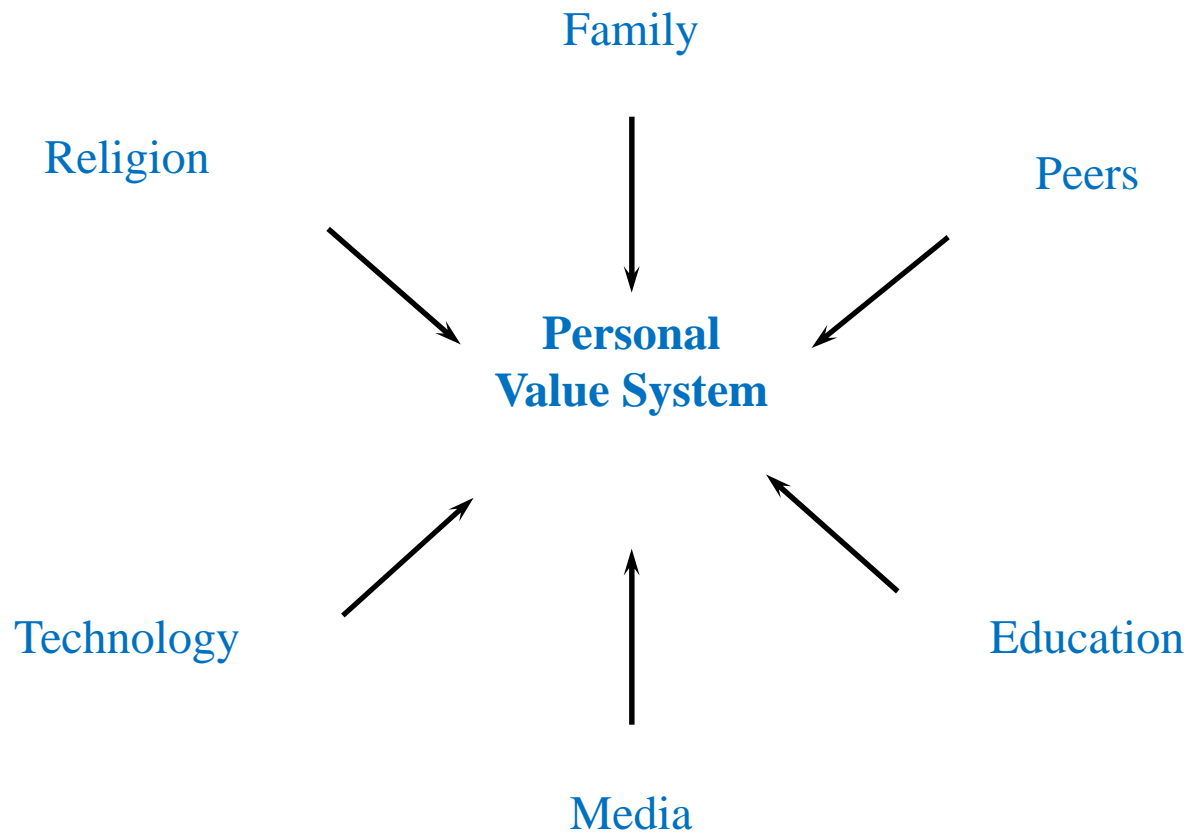 Family
Religion
Peers
Personal
Value System
Technology
Education
Media